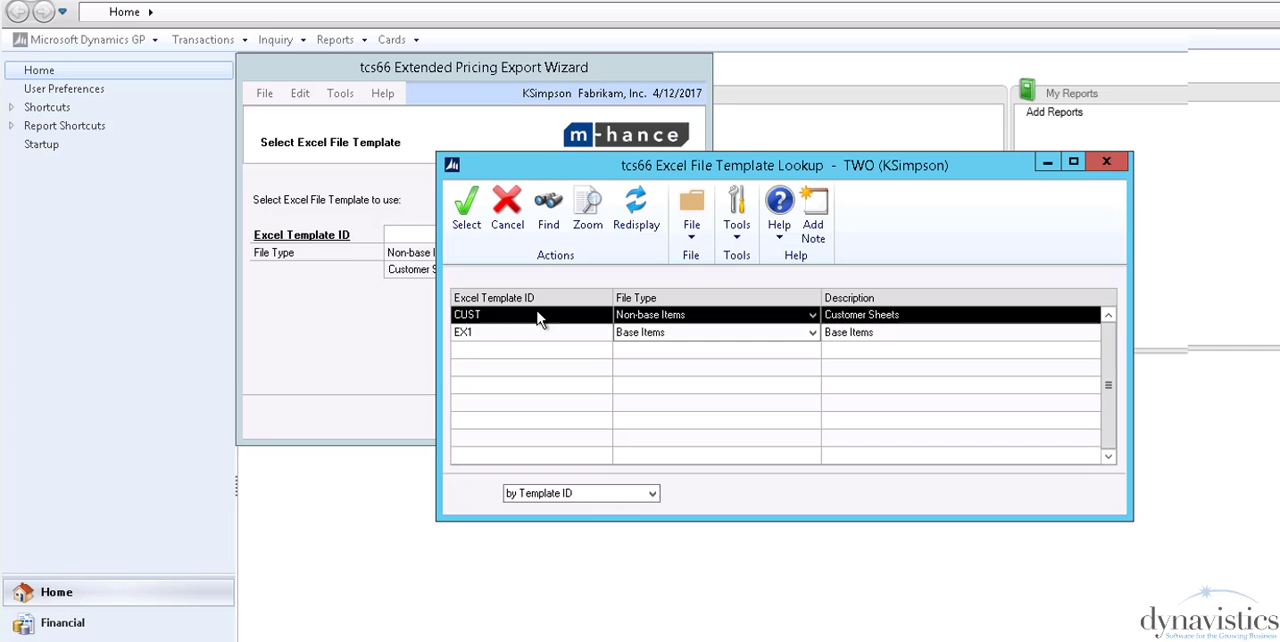 Home
Microsoft Dynamics GP Transactions Inquiry Reports Cards
Home
User Preferences
Shortcuts
Report Shortcuts
Startup
Home
Financial
tcs66 Extended Pricing Export Wizard
File Edit Tools Help KSimpson Fabrikam, Inc. 4/12/2017
Select Excel File Template
m-hance
Select Excel File Template to use:
Excel Template ID
File Type Non-base I
Customer S
My Reports
Add Reports
tcs66 Excel File Template Lookup - TWO (KSimpson)
Select Cancel Find Zoom Redisplay File Tools Help Add
Note
Actions File Tools Help
Excel Template ID File Type Description
CUST Non-base Items Customer Sheets
EX1 Base Items Base Items
by Template ID
dynavistics
Software for the Growing Business